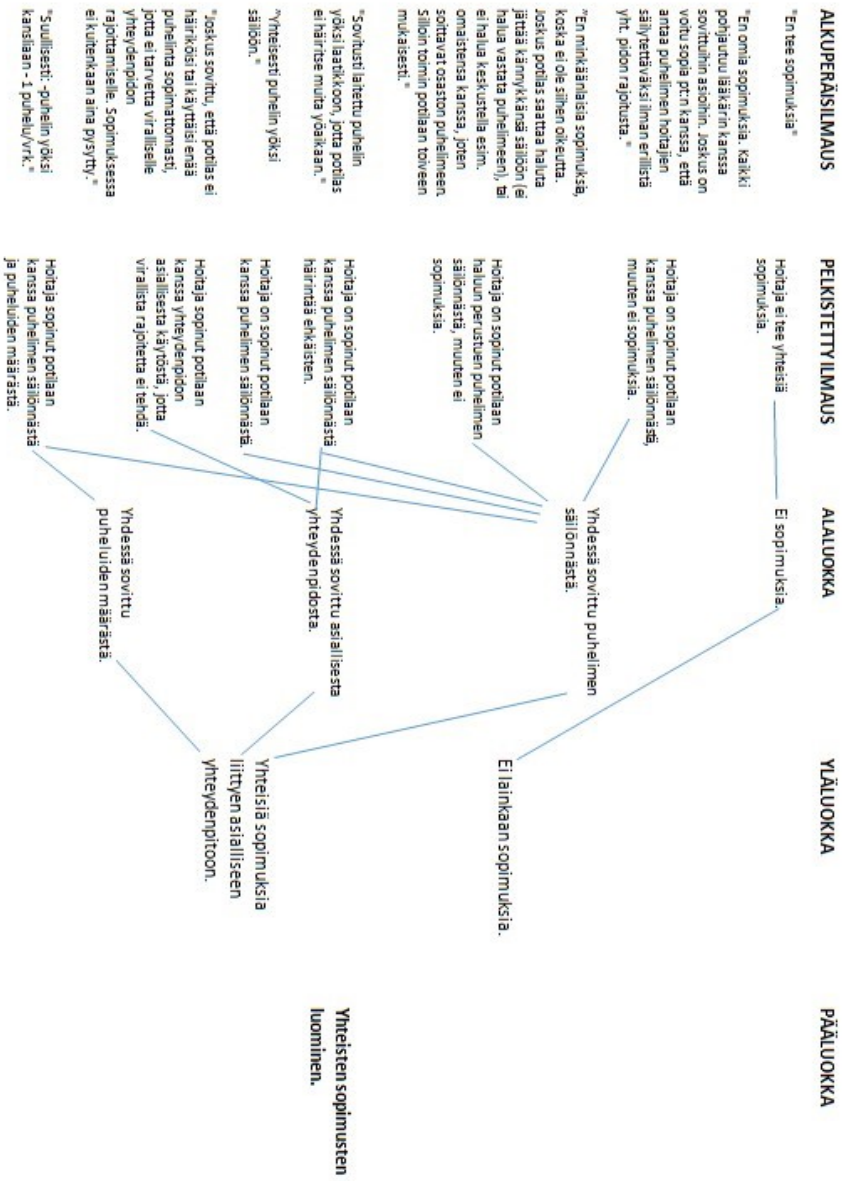 ALKUPERÄISILMAUS
"En tee sopimuksia"
"En omia sopimuksia. Kaikki
pohjautuu lääkärin kanssa
sovittuihin asioihin. Joskus on
voitu sopia pt:n kanssa, että
antaa puhelimen hoitajien
säilytettäväksi ilman erillistä
yht. pidon rajoitusta."
"En minkäänlaisia sopimuksia,
koska ei ole siihen oikeutta.
Joskus potilas saattaa haluta
jättää kännykkänsä säilöön (ei
halua vastata puhelimeen), tai
ei halua keskustella esim.
omaistensa kanssa, joten
soittavat osaston puhelimeen.
Silloin toimin potilaan toiveen
mukaisesti."
"Sovitusti laitettu puhelin
yöksi laatikkoon, jotta potilas
ei häiritse muita yöaikaan."
"Yhteisesti puhelin yöksi
säilöön."
"Joskus sovittu, että potilas ei
häiriköisi tai käyttäisi enää
puhelinta sopimattomasti,
jotta ei tarvetta viralliselle
yhteydenpidon
rajoittamiselle. Sopimuksessa
ei kuitenkaan aina pysytty."
"Suullisesti: -puhelin yöksi
kansliaan - 1 puhelu/vrk."
PELKISTETTY ILMAUS
Hoitaja ei tee yhteisiä
sopimuksia.
Hoitaja on sopinut potilaan
kanssa puhelimen säilönnästä,
muuten ei sopimuksia.
Hoitaja on sopinut potilaan
haluun perustuen puhelimen
säilönnästä, muuten ei
sopimuksia.
Hoitaja on sopinut potilaan
kanssa puhelimen säilönnästä
häirintää ehkäisten.
Hoitaja on sopinut potilaan
kanssa puhelimen säilönnästä.
Hoitaja sopinut potilaan
kanssa yhteydenpidon
asiallisesta käytöstä, jotta
virallista rajoitetta ei tehdä.
Hoitaja sopinut potilaan
kanssa puhelimen säilönnästä
ja puheluiden määrästä.
ALALUOKKA
Ei sopimuksia.
Yhdessä sovittu puhelimen
säilönnästä.
Yhdessä sovittu asiallisesta
yhteydenpidosta.
Yhdessä sovittu
puheluiden määrästä.
YLÄLUOKKA
Ei lainkaan sopimuksia.
Yhteisiä sopimuksia
liittyen asialliseen
yhteydenpitoon.
PÄÄLUOKKA
Yhteisten sopimusten
luominen.